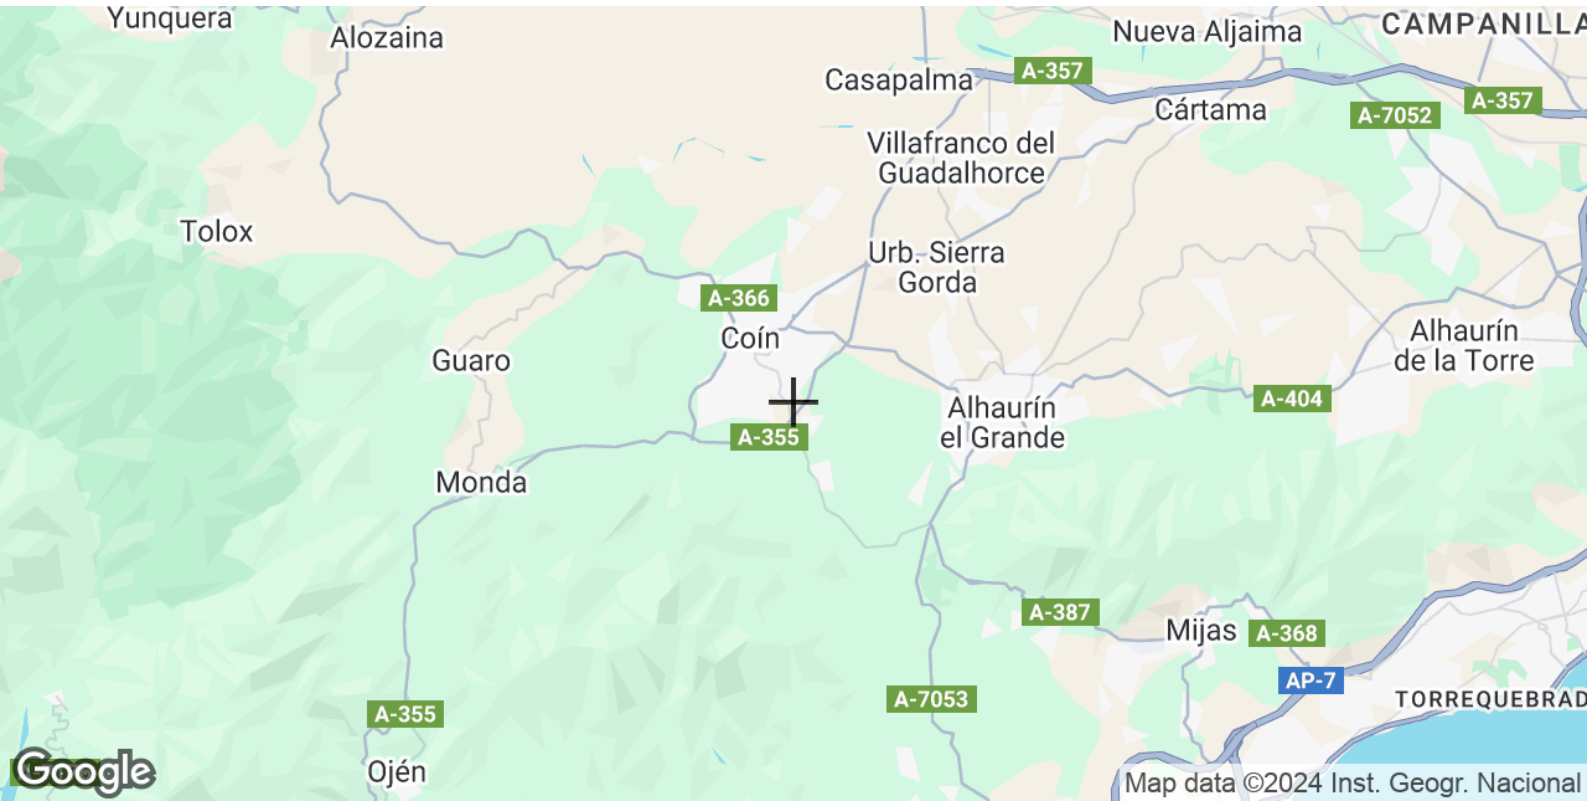 Yunquera
Alozaina
Nueva Aljaima
CAMPANILLA
Casapalma
A-357
Cártama
A-357
A-7052
Villafranco del
Guadalhorce
Tolox
Urb. Sierra
Gorda
A-366
Coín
Guaro
Alhaurín
de la Torre
A-404
Alhaurín
el Grande
A-355
Monda
A-387
Mijas
A-368
AP-7
A-7053
TORREQUEBRAD
A-355
Ojén
Google
Map data ©2024 Inst. Geogr. Nacional